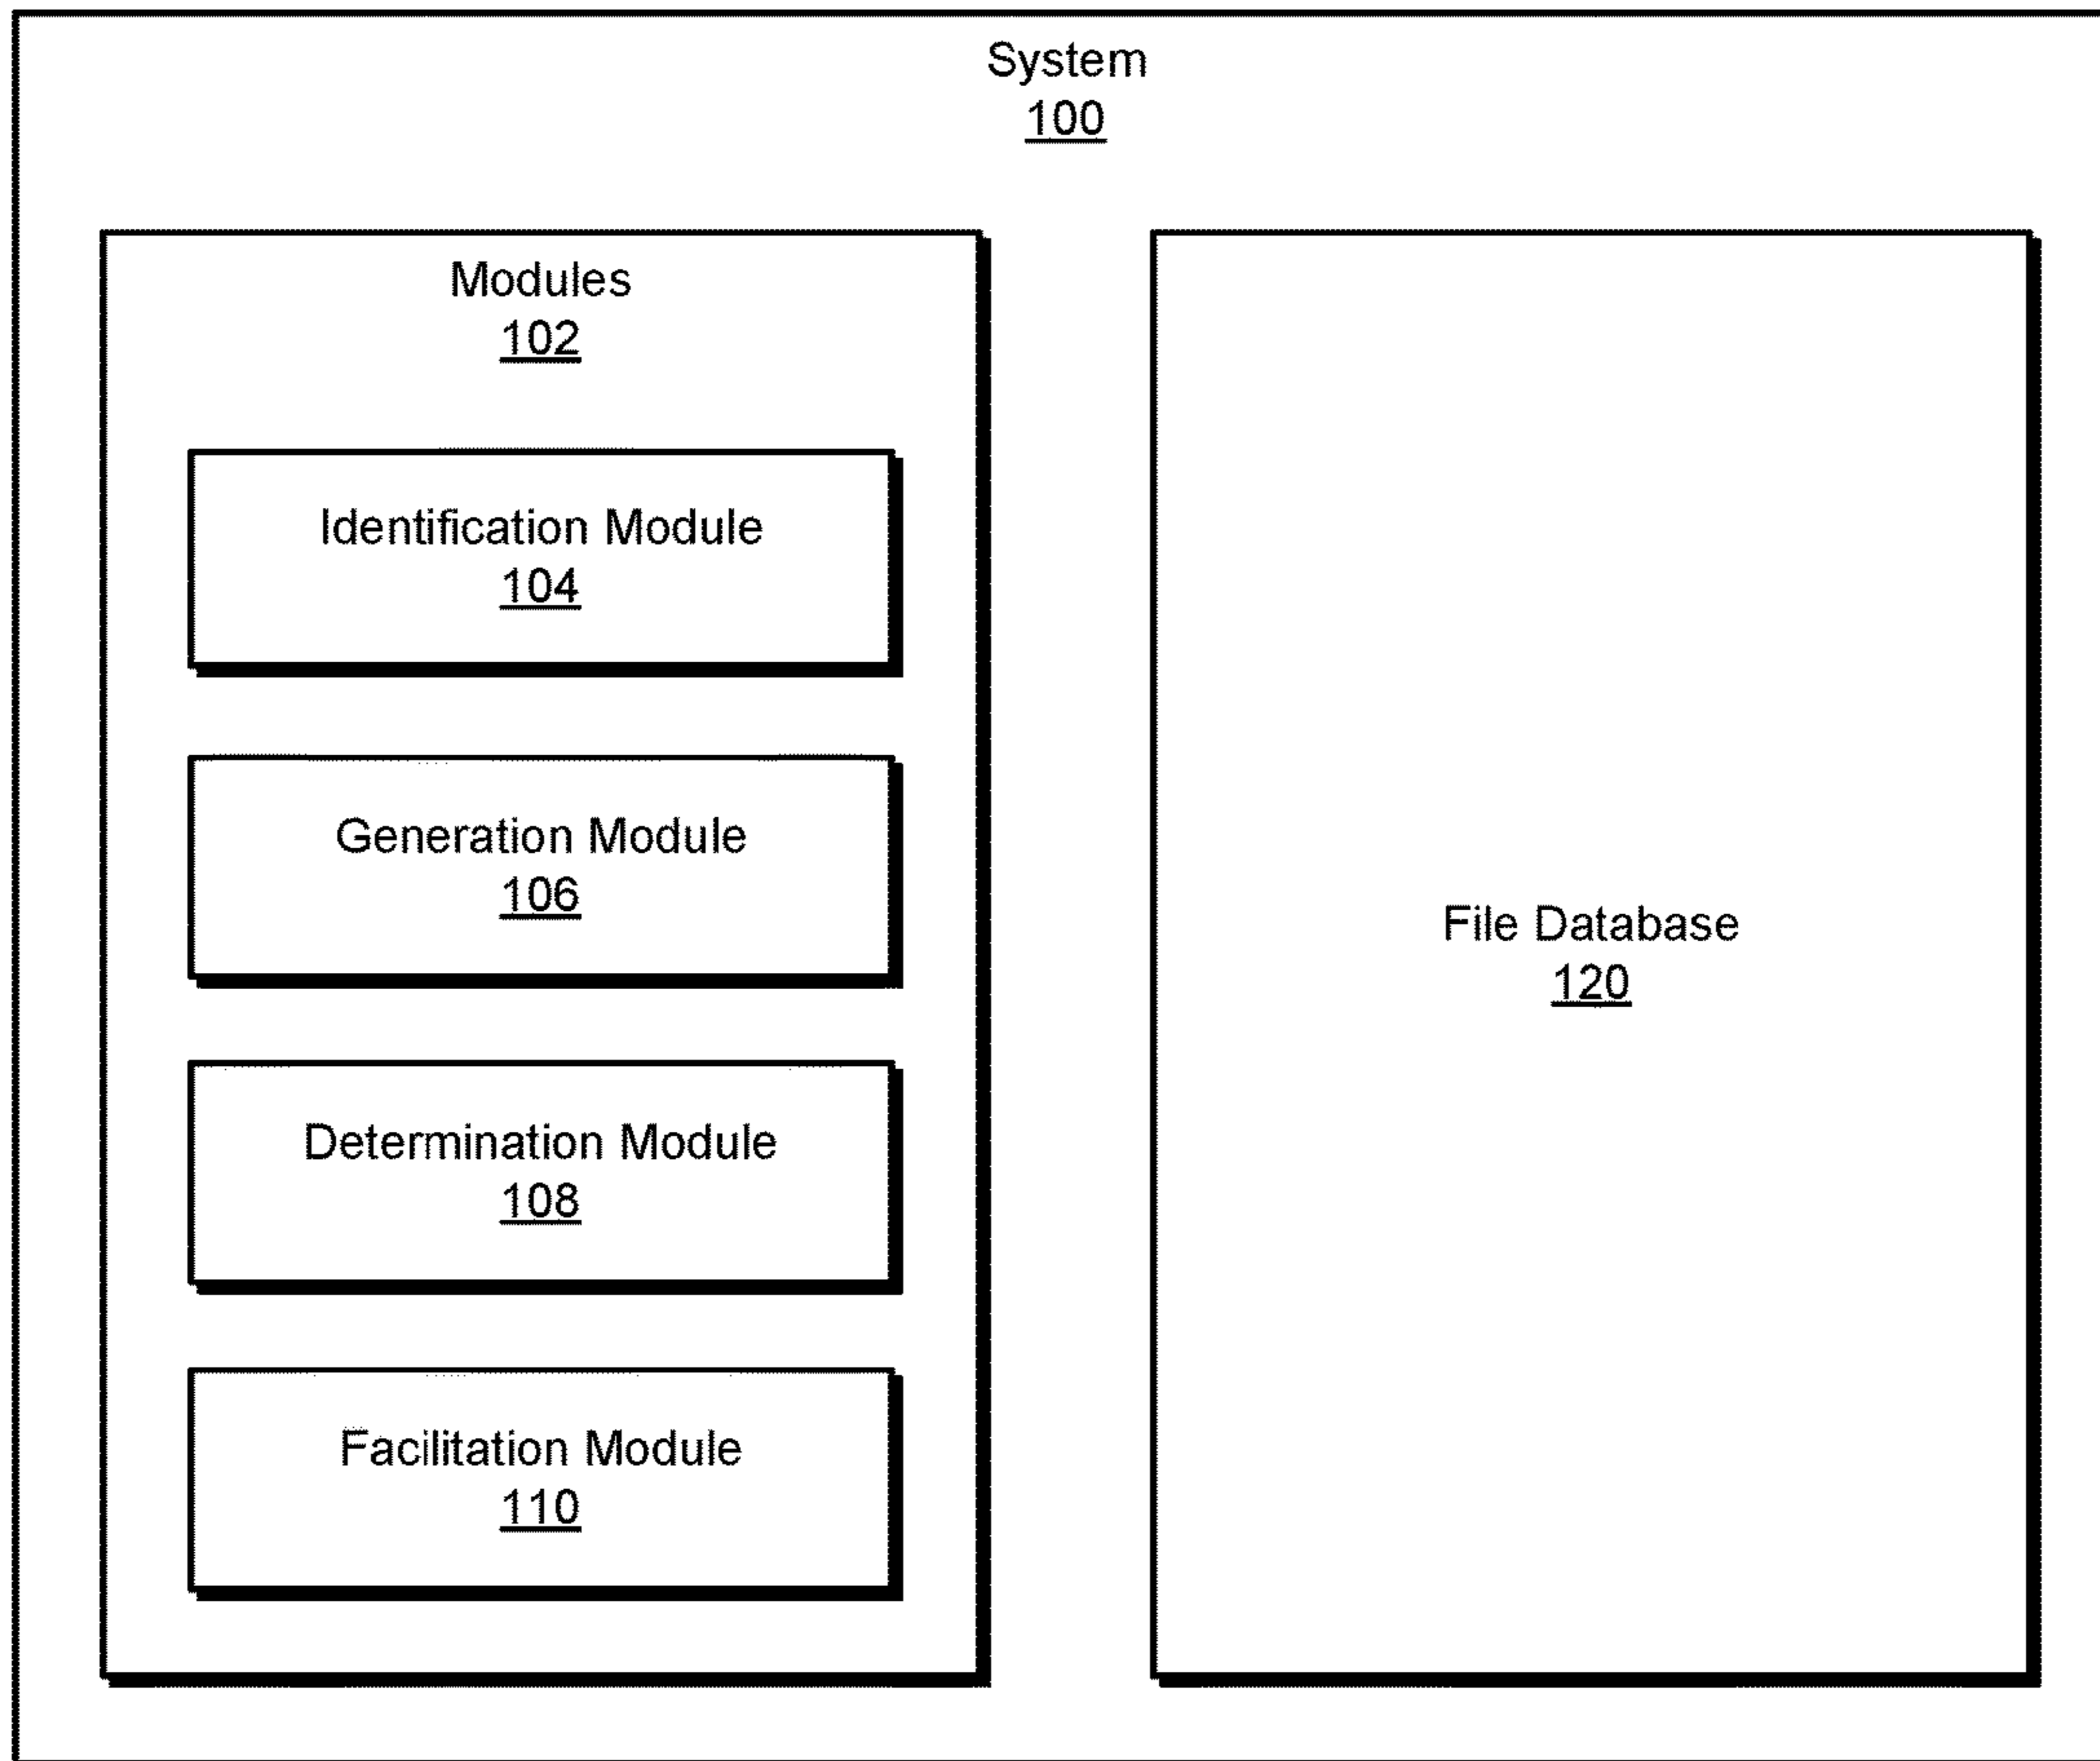 System
100
Modules
102
Identification Module
104
Generation Module
106
Determination Module
108
Facilitation Module
110
File Database
120